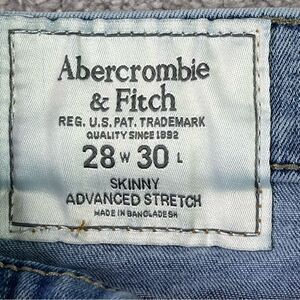 Abercrombie
& Fitch
REG. U.S. PAT. TRADEMARK
QUALITY SINCE 1892
28 W 30 L
SKINNY
ADVANCED STRETCH
MADE IN BANGLADESH